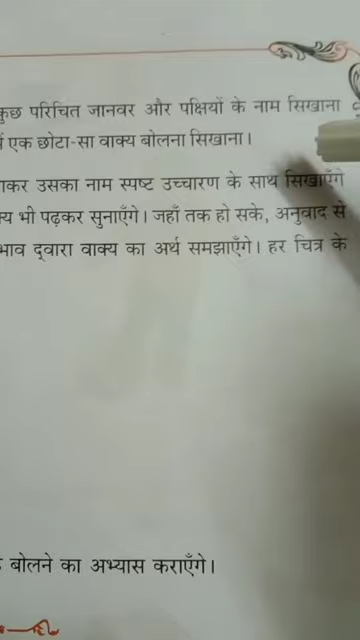 कुछ परिचित जानवर और पक्षियों के नाम सिखाना
एक छोटा-सा वाक्य बोलना सिखाना।
उसका नाम स्पष्ट उच्चारण के साथ सिखाएँगे
भी पढ़कर सुनाएँगे। जहाँ तक हो सके, अनुवाद से
द्वारा वाक्य का अर्थ समझाएँगे। हर चित्र के
बोलने का अभ्यास कराएँगे।